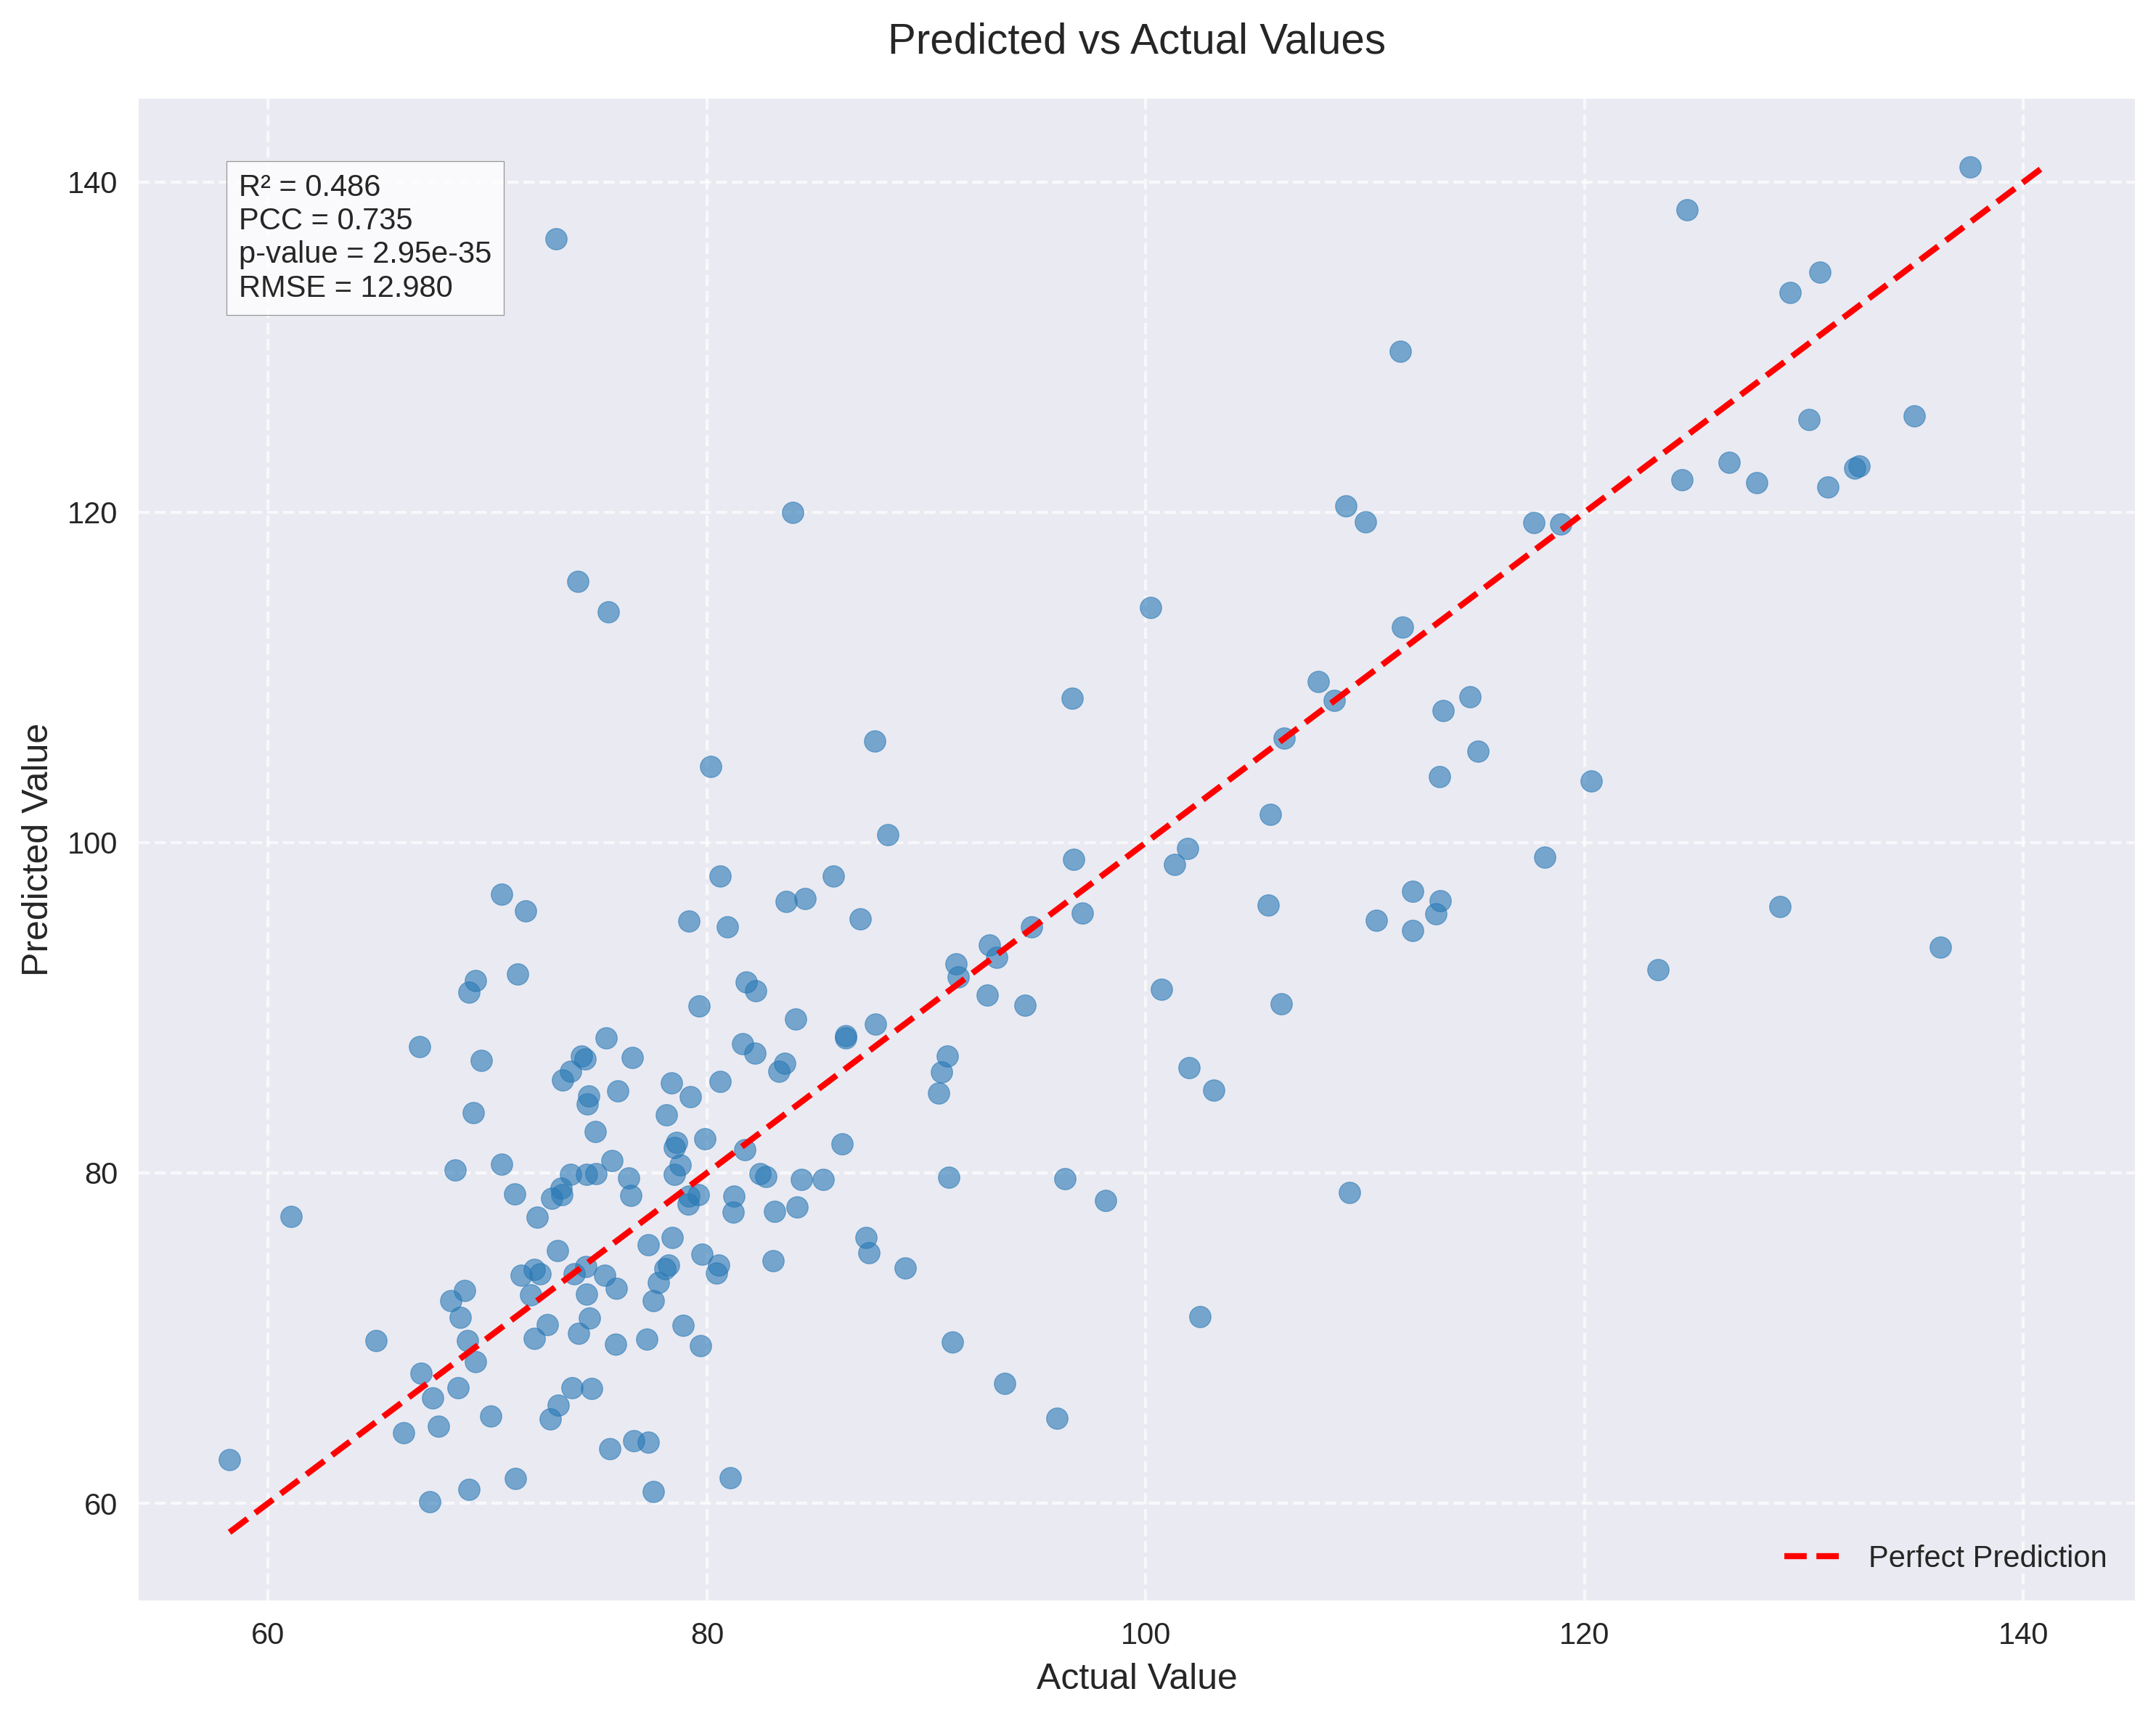 Predicted vs Actual Values
R² = 0.486
PCC = 0.735
p-value = 2.95e-35
RMSE = 12.980
140
120
100
80
60
Predicted Value
Perfect Prediction
60 80 100 120 140
Actual Value